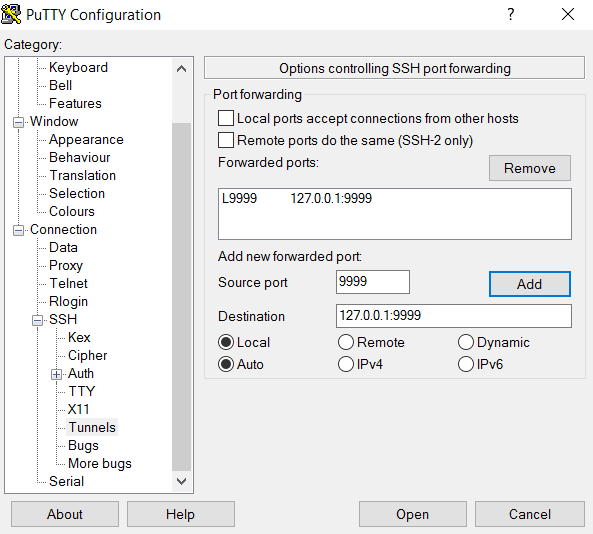 PuTTY Configuration
?
Category:
Keyboard
Bell
Features
Window
Appearance
Behaviour
Translation
Selection
Colours
Connection
Data
Proxy
Telnet
Rlogin
SSH
Kex
Cipher
Auth
TTY
X11
Tunnels
Bugs
More bugs
Serial
Options controlling SSH port forwarding
Port forwarding
Local ports accept connections from other hosts
Remote ports do the same (SSH-2 only)
Forwarded ports:
Remove
L9999 127.0.0.1:9999
Add new forwarded port:
Source port 9999 Add
Destination 127.0.0.1:9999
Local Remote Dynamic
Auto IPv4 IPv6
About Help Open Cancel